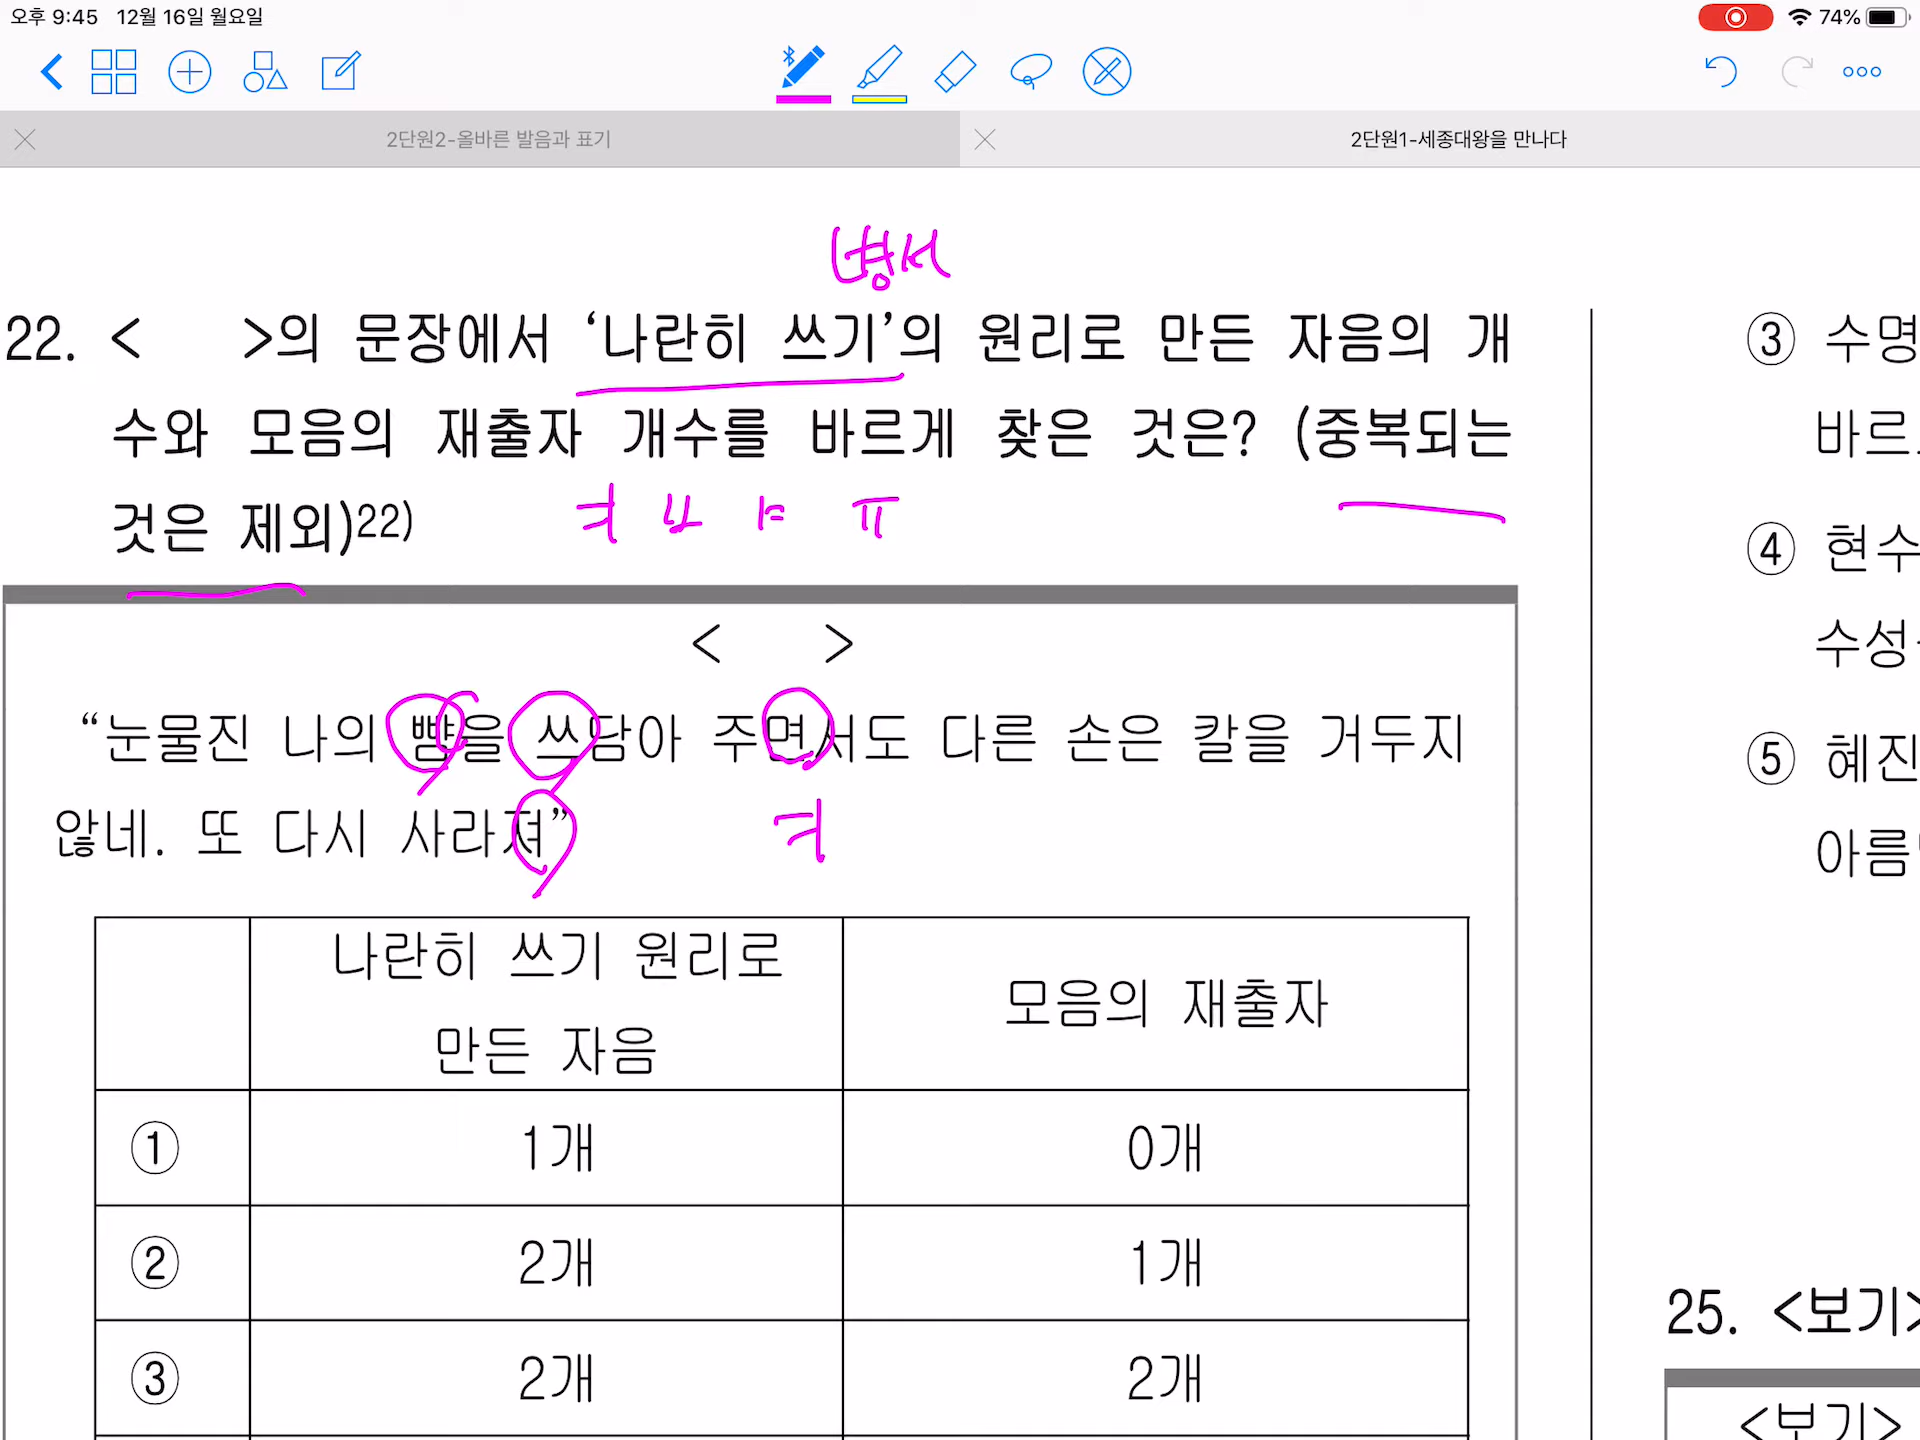 오후 9:45 12월 16일 월요일
74%
2단원2-올바른 발음과 표기
2단원1-세종대왕을 만나다
병서
22. < >의 문장에서 ‘나란히 쓰기’의 원리로 만든 자음의 개
수와 모음의 재출자 개수를 바르게 찾은 것은? (중복되는
것은 제외)22)
ㅕ ㅛ ㅑ ㅠ
< >
“눈물진 나의 뺨을 쓰담아 주면서도 다른 손은 칼을 거두지
않네. 또 다시 사라져”
ㅕ
나란히 쓰기 원리로
만든 자음
모음의 재출자
① 1개 0개
② 2개 1개
③ 2개 2개
③ 수명
바르
④ 현수
수성
⑤ 혜진
아름
25. <보기>
<보기>